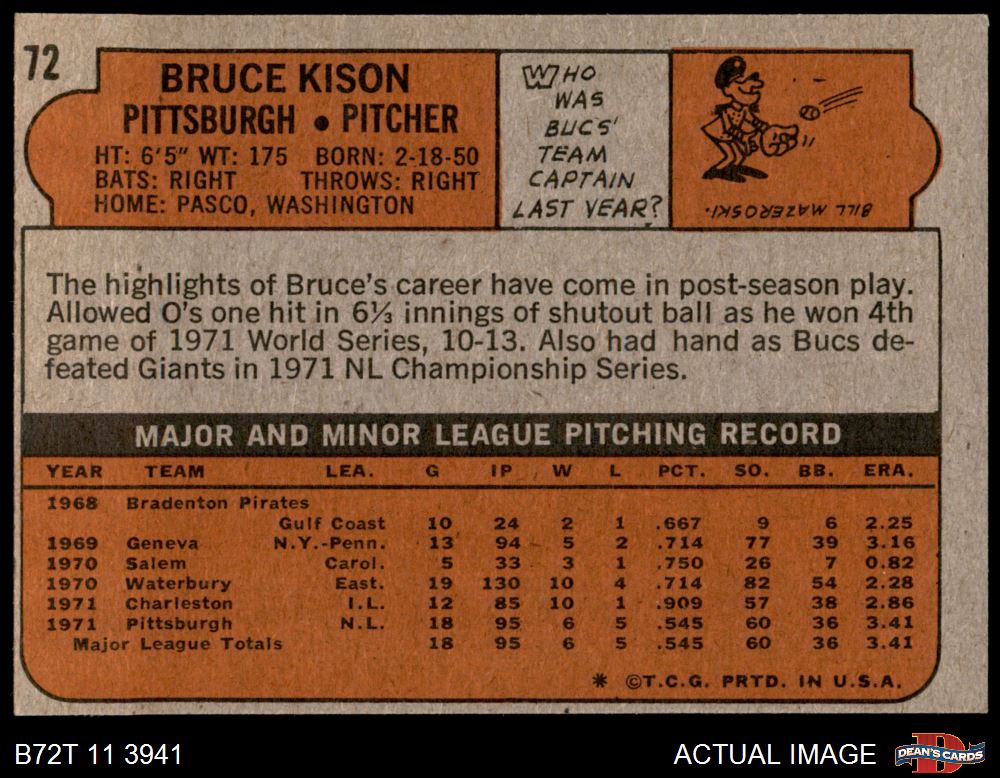 72
BRUCE KISON
PITTSBURGH • PITCHER
HT: 6'5" WT: 175 BORN: 2-18-50
BATS: RIGHT THROWS: RIGHT
HOME: PASCO, WASHINGTON
WHO
WAS
BUCS'
TEAM
CAPTAIN
LAST YEAR?
BILL MAZEROSKI.
The highlights of Bruce's career have come in post-season play.
Allowed O's one hit in 6⅓ innings of shutout ball as he won 4th
game of 1971 World Series, 10-13. Also had hand as Bucs de-
feated Giants in 1971 NL Championship Series.
MAJOR AND MINOR LEAGUE PITCHING RECORD
YEAR TEAM LEA. G IP W L PCT. SO. BB. ERA.
1968 Bradenton Pirates
Gulf Coast 10 24 2 1 .667 9 6 2.25
1969 Geneva N.Y.-Penn. 13 94 5 2 .714 77 39 3.16
1970 Salem Carol. 5 33 3 1 .750 26 7 0.82
1970 Waterbury East. 19 130 10 4 .714 82 54 2.28
1971 Charleston I.L. 12 85 10 1 .909 57 38 2.86
1971 Pittsburgh N.L. 18 95 6 5 .545 60 36 3.41
Major League Totals 18 95 6 5 .545 60 36 3.41
* ©T.C.G. PRTD. IN U.S.A.
B72T 11 3941
ACTUAL IMAGE
DEAN'S CARDS